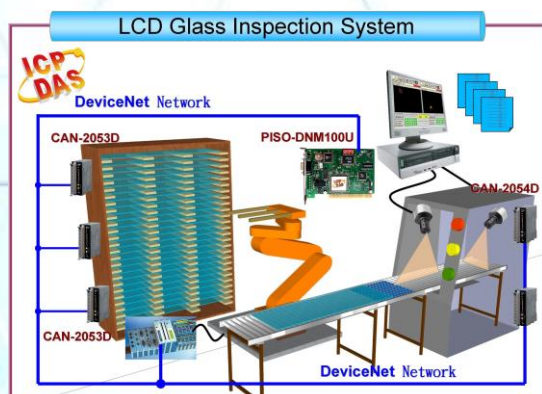 LCD Glass Inspection System
ICP
DAS
DeviceNet Network
CAN-2053D
PISO-DNM100U
CAN-2054D
CAN-2053D
DeviceNet Network